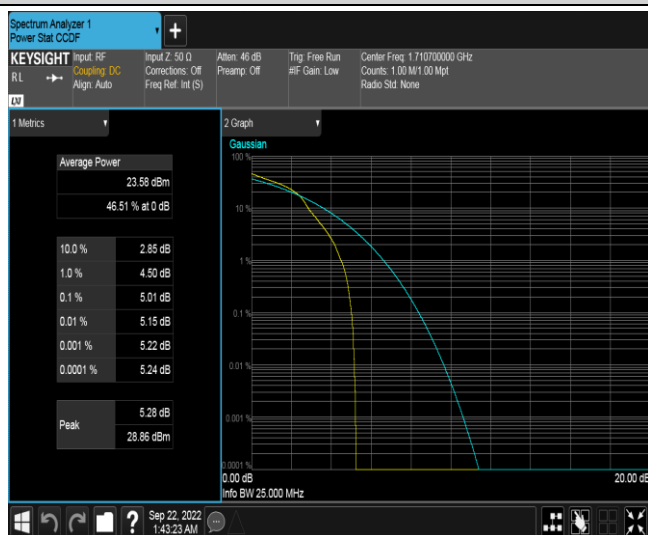 Spectrum Analyzer 1
Power Stat CCDF
+
KEYSIGHT
RL
LXI
Input: RF
Coupling: DC
Align: Auto
Input Z: 50 Ω
Corrections: Off
Freq Ref: Int (S)
Atten: 46 dB
Preamp: Off
Trig: Free Run
#IF Gain: Low
Center Freq: 1.710700000 GHz
Counts: 1.00 M/1.00 Mpt
Radio Std: None
1 Metrics
Average Power
23.58 dBm
46.51 % at 0 dB
10.0 % 2.85 dB
1.0 % 4.50 dB
0.1 % 5.01 dB
0.01 % 5.15 dB
0.001 % 5.22 dB
0.0001 % 5.24 dB
Peak
5.28 dB
28.86 dBm
2 Graph
Gaussian
100 %
10 %
1 %
0.1 %
0.01 %
0.001 %
0.0001 %
0.00 dB
20.00 dB
Info BW 25.000 MHz
?
Sep 22, 2022
1:43:23 AM